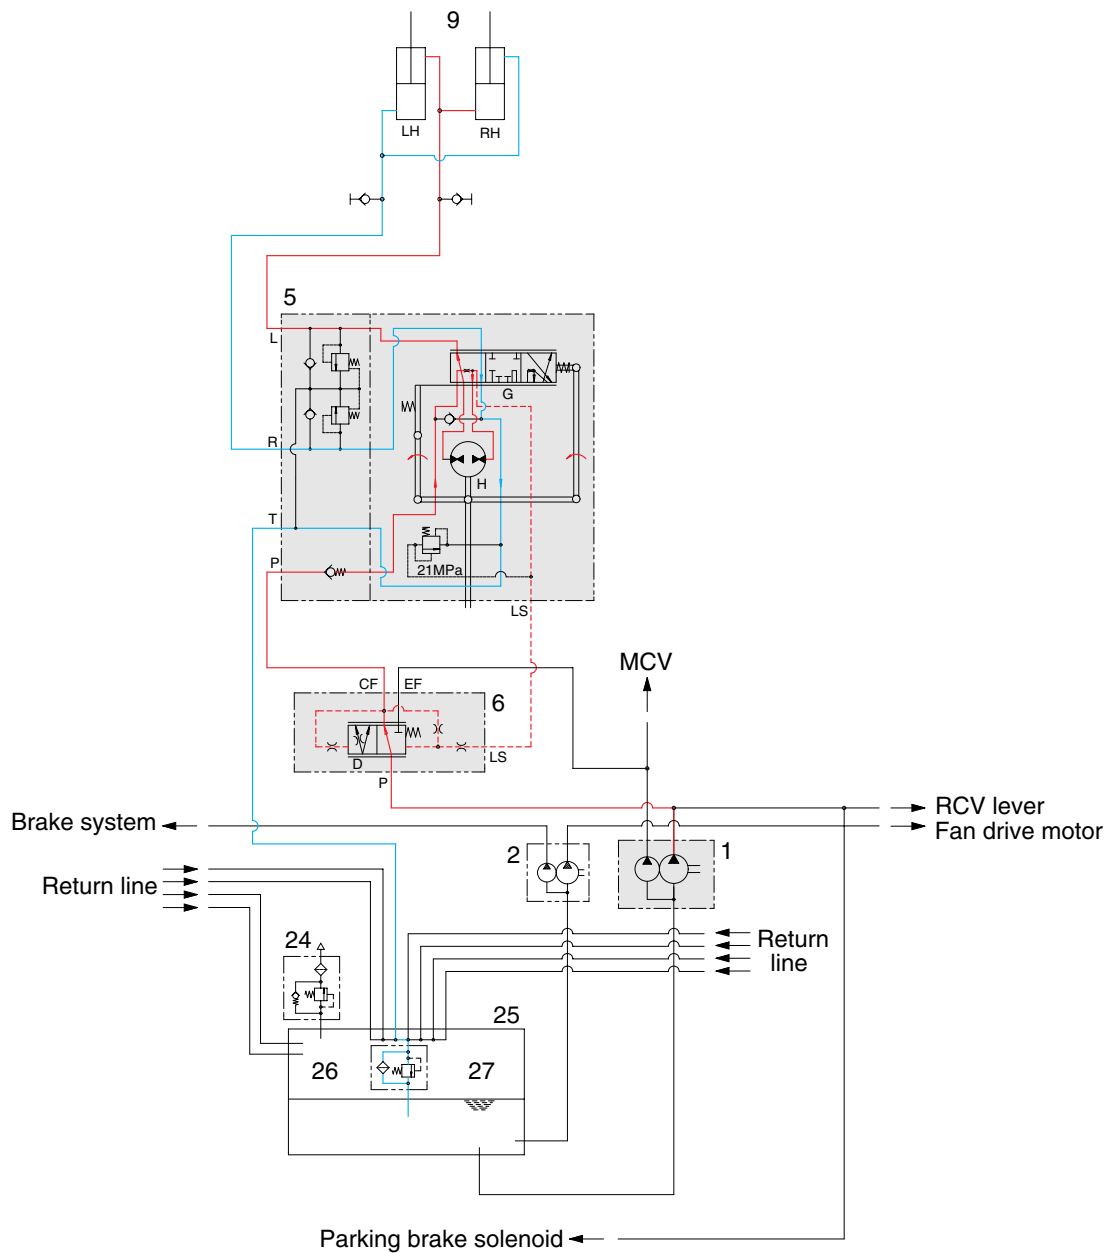 9
LH
RH
5
L
G
R
H
T
P
21MPa
LS
MCV
CF
EF
6
LS
D
P
RCV lever
Brake system
Fan drive motor
2
1
Return line
24
Return
line
25
26
27
Parking brake solenoid